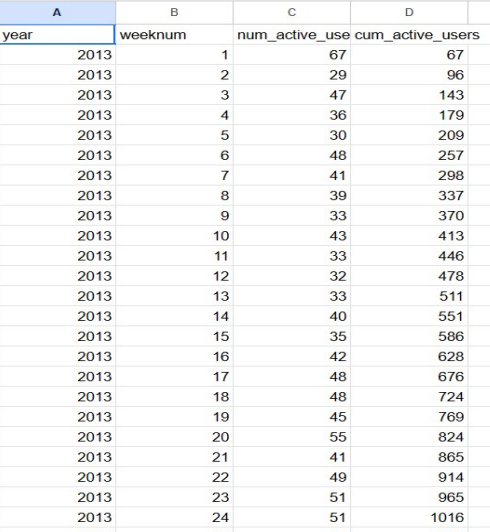 A B C D
year weeknum num_active_use cum_active_users
2013 1 67 67
2013 2 29 96
2013 3 47 143
2013 4 36 179
2013 5 30 209
2013 6 48 257
2013 7 41 298
2013 8 39 337
2013 9 33 370
2013 10 43 413
2013 11 33 446
2013 12 32 478
2013 13 33 511
2013 14 40 551
2013 15 35 586
2013 16 42 628
2013 17 48 676
2013 18 48 724
2013 19 45 769
2013 20 55 824
2013 21 41 865
2013 22 49 914
2013 23 51 965
2013 24 51 1016